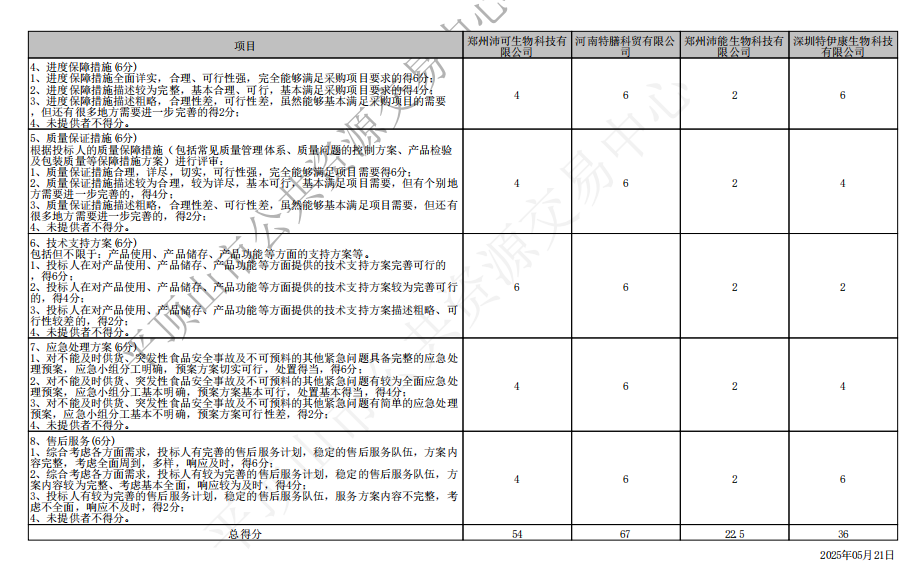 项目
郑州沛可生物科技有限公司
河南特膳科贸有限公司
郑州沛能生物科技有限公司
深圳特伊康生物科技有限公司
4、进度保障措施(6分)
1、进度保障措施全面详实，合理、可行性强，完全能够满足采购项目要求的得6分；
2、进度保障措施描述较为完整，基本合理、可行，基本满足采购项目要求的得4分；
3、进度保障措施描述粗略，合理性差，可行性差，虽然能够基本满足采购项目的需要
，但还有很多地方需要进一步完善的得2分；
4、未提供者不得分。
4
6
2
6
5、质量保证措施(6分)
根据投标人的质量保障措施（包括常见质量管理体系、质量问题的控制方案、产品检验
及包装质量等保障措施方案）进行评审：
1、质量保证措施合理，详尽，切实，可行性强，完全能够满足项目需要得6分；
2、质量保证措施描述较为合理，较为详尽，基本可行，基本满足项目需要，但有个别地
方需要进一步完善的，得4分；
3、质量保证措施描述粗略，合理性差、可行性差，虽然能够基本满足项目需要，但还有
很多地方需要进一步完善的，得2分；
4、未提供者不得分。
4
6
2
4
6、技术支持方案(6分)
包括但不限于：产品使用、产品储存、产品功能等方面的支持方案等。
1、投标人在对产品使用、产品储存、产品功能等方面提供的技术支持方案完善可行的
，得6分；
2、投标人在对产品使用、产品储存、产品功能等方面提供的技术支持方案较为完善可行
的，得4分；
3、投标人在对产品使用、产品储存、产品功能等方面提供的技术支持方案描述粗略、可
行性较差的，得2分；
4、未提供者不得分。
6
6
2
2
7、应急处理方案(6分)
1、对不能及时供货、突发性食品安全事故及不可预料的其他紧急问题具备完整的应急处
理预案，应急小组分工明确，预案方案切实可行，处置得当，得6分；
2、对不能及时供货、突发性食品安全事故及不可预料的其他紧急问题有较为全面应急处
理预案，应急小组分工基本明确，预案方案基本可行，处置基本得当，得4分；
3、对不能及时供货、突发性食品安全事故及不可预料的其他紧急问题有简单的应急处理
预案，应急小组分工基本不明确，预案方案可行性差，得2分；
4、未提供者不得分。
4
6
2
4
8、售后服务(6分)
1、综合考虑各方面需求，投标人有完善的售后服务计划，稳定的售后服务队伍，方案内
容完整，考虑全面周到，多样，响应及时，得6分；
2、综合考虑各方面需求，投标人有较为完善的售后服务计划，稳定的售后服务队伍，方
案内容较为完整、考虑基本全面，响应较为及时，得4分；
3、投标人有较为完善的售后服务计划，稳定的售后服务队伍，服务方案内容不完整，考
虑不全面，响应不及时，得2分；
4、未提供者不得分。
4
6
2
6
总得分
54
67
22.5
36
2025年05月21日
平顶山市公共资源交易中心
平顶山市公共资源交易中心